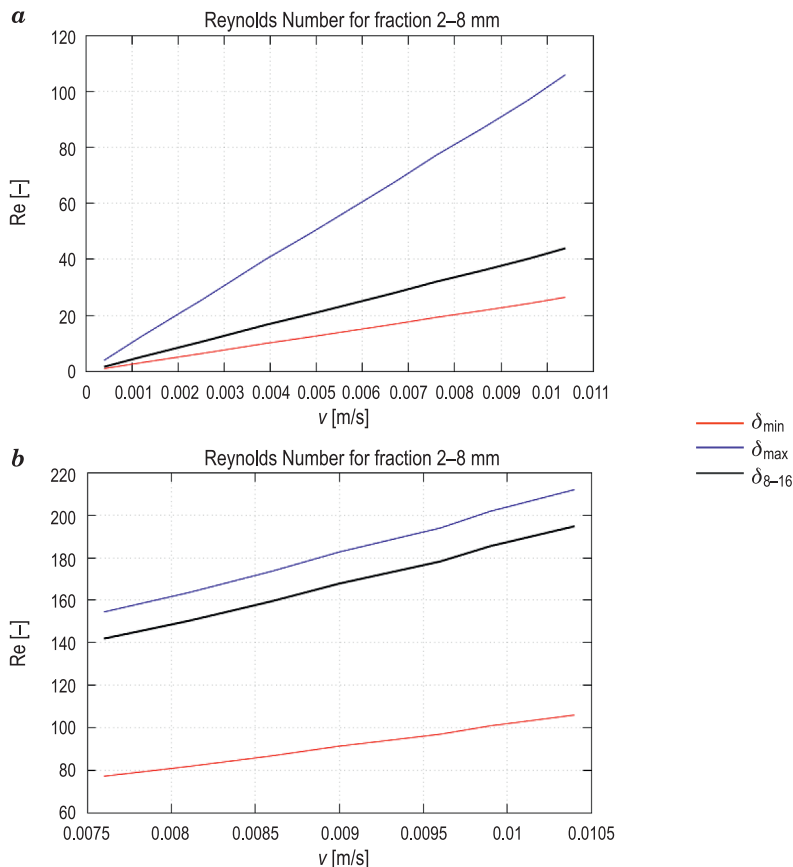 a
Reynolds Number for fraction 2–8 mm
120
100
80
60
40
20
0
Re [–]
0 0.001 0.002 0.003 0.004 0.005 0.006 0.007 0.008 0.009 0.01 0.011
v [m/s]
δmin
δmax
δ8–16
b
Reynolds Number for fraction 2–8 mm
220
200
180
160
140
120
100
80
60
Re [–]
0.0075 0.008 0.0085 0.009 0.0095 0.01 0.0105
v [m/s]